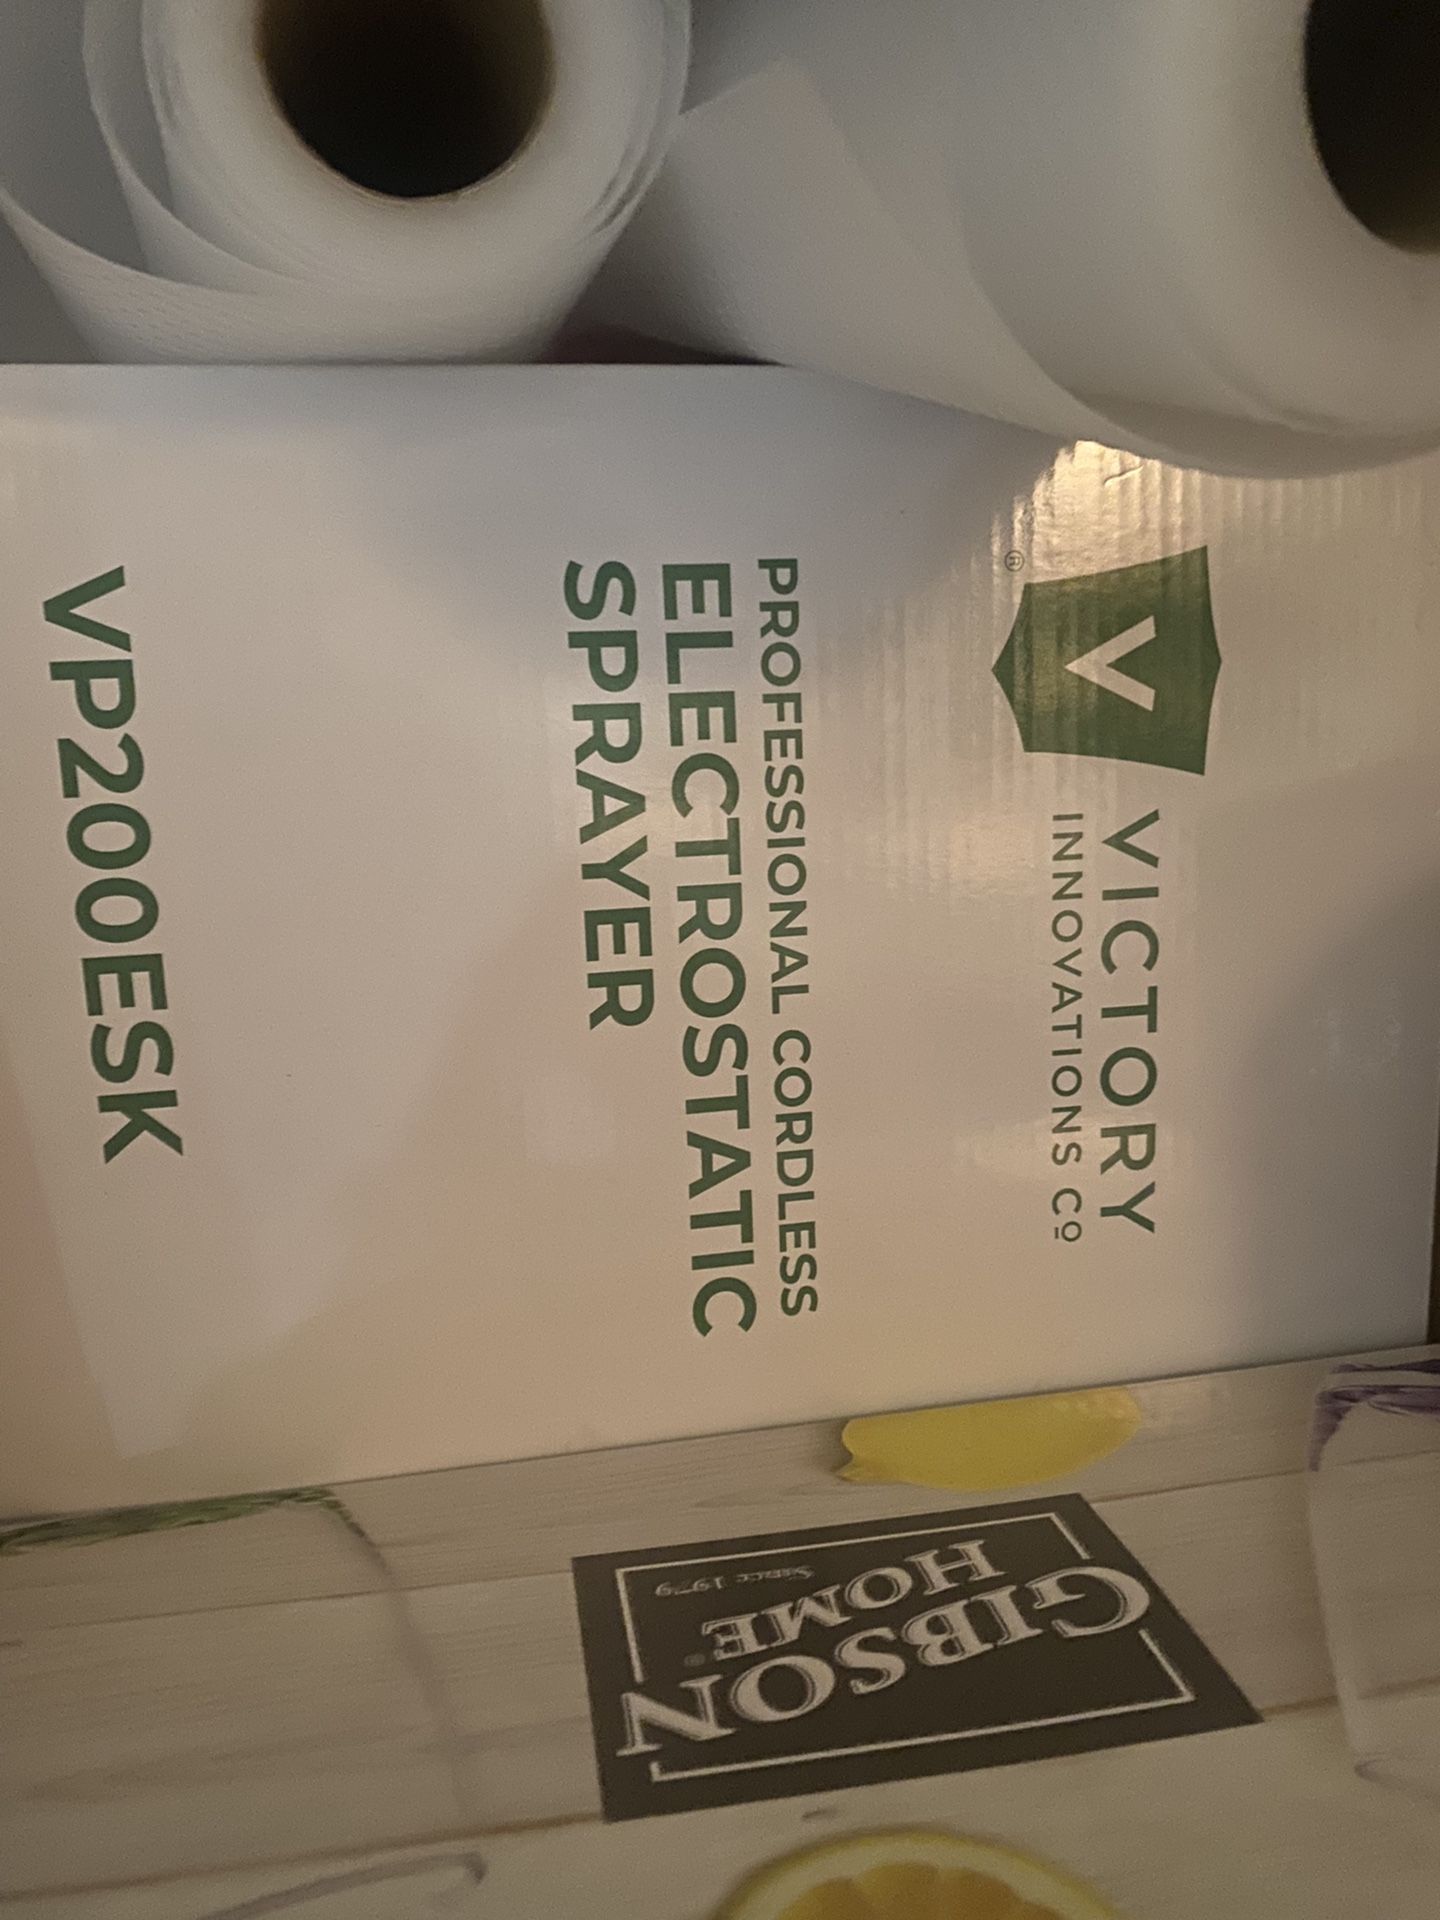 VICTORY
INNOVATIONS Cº
®
PROFESSIONAL CORDLESS
ELECTROSTATIC
SPRAYER
VP200ESK
GIBSON
HOME®
Since 1979